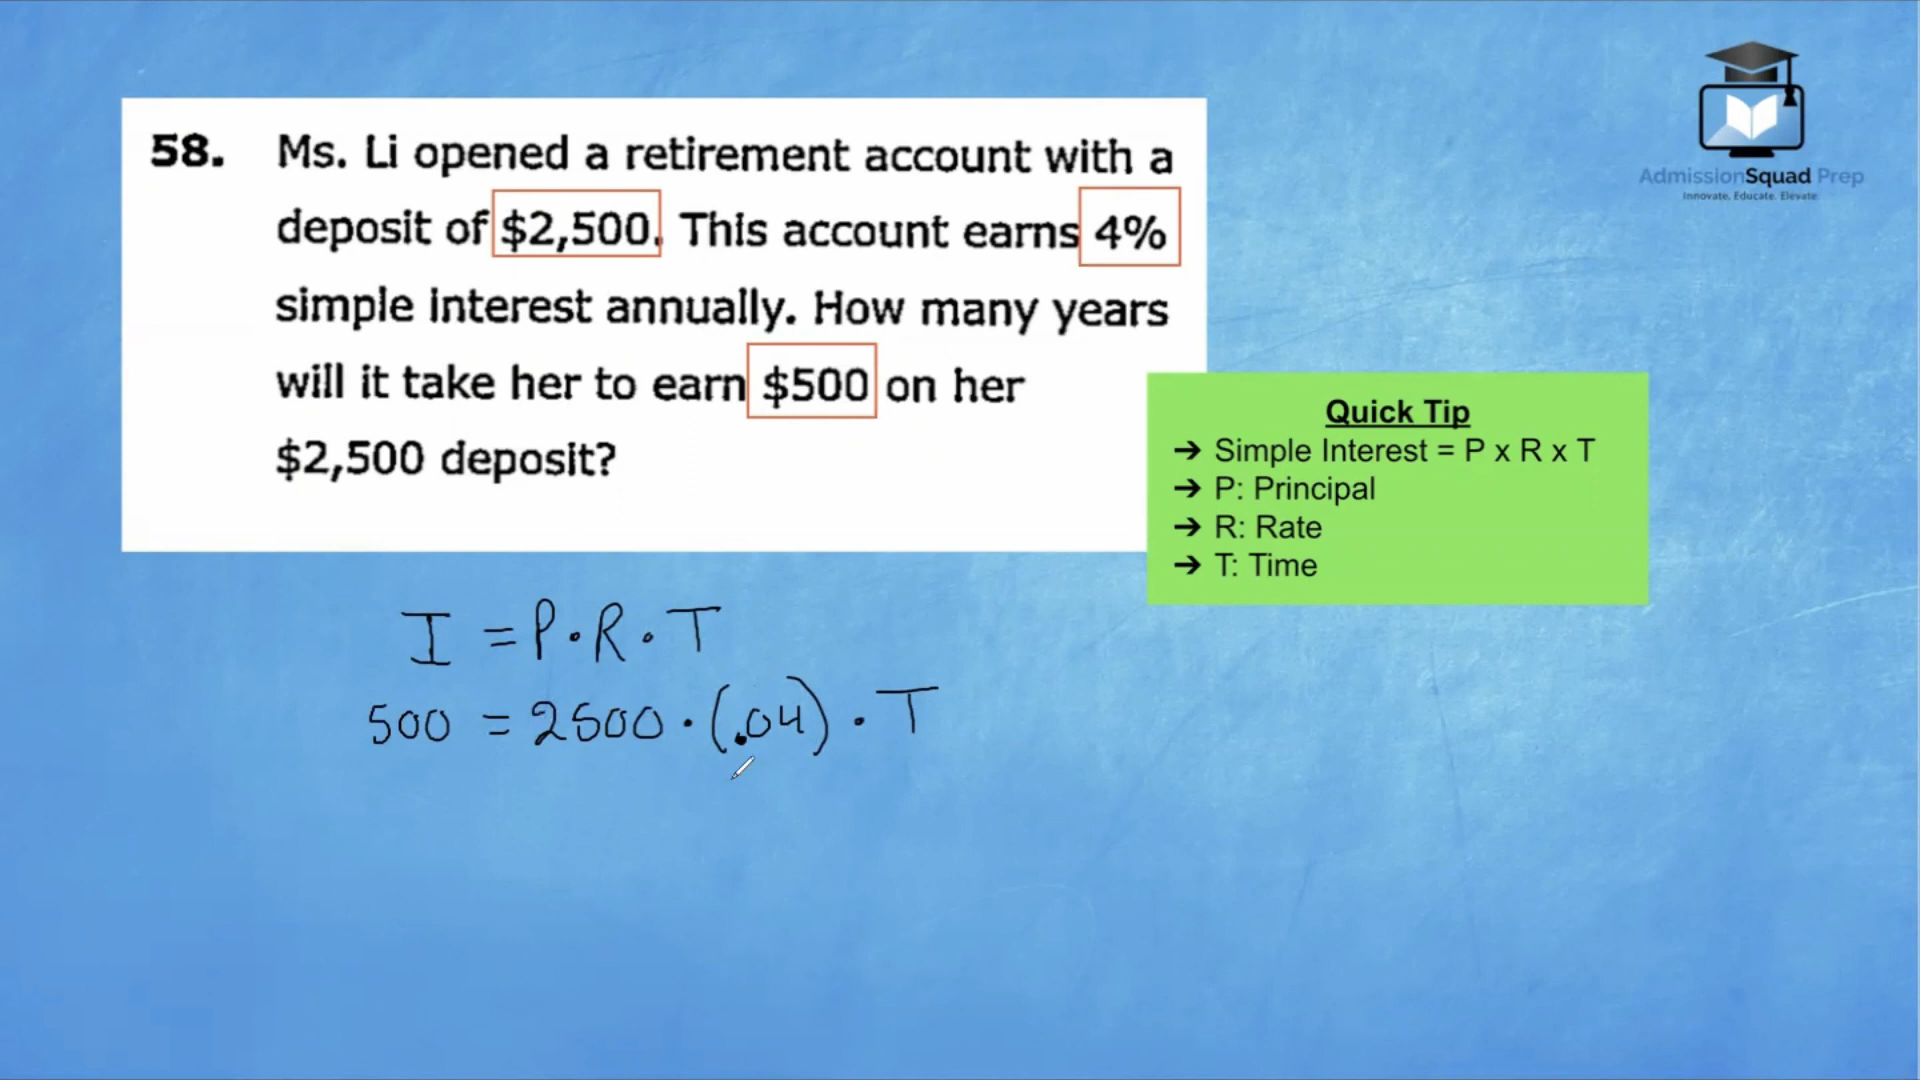 AdmissionSquad Prep
Innovate. Educate. Elevate
58. Ms. Li opened a retirement account with a
deposit of $2,500. This account earns 4%
simple interest annually. How many years
will it take her to earn $500 on her
$2,500 deposit?
Quick Tip
➔ Simple Interest = P x R x T
➔ P: Principal
➔ R: Rate
➔ T: Time
I = P · R · T
500 = 2500 · (.04) · T